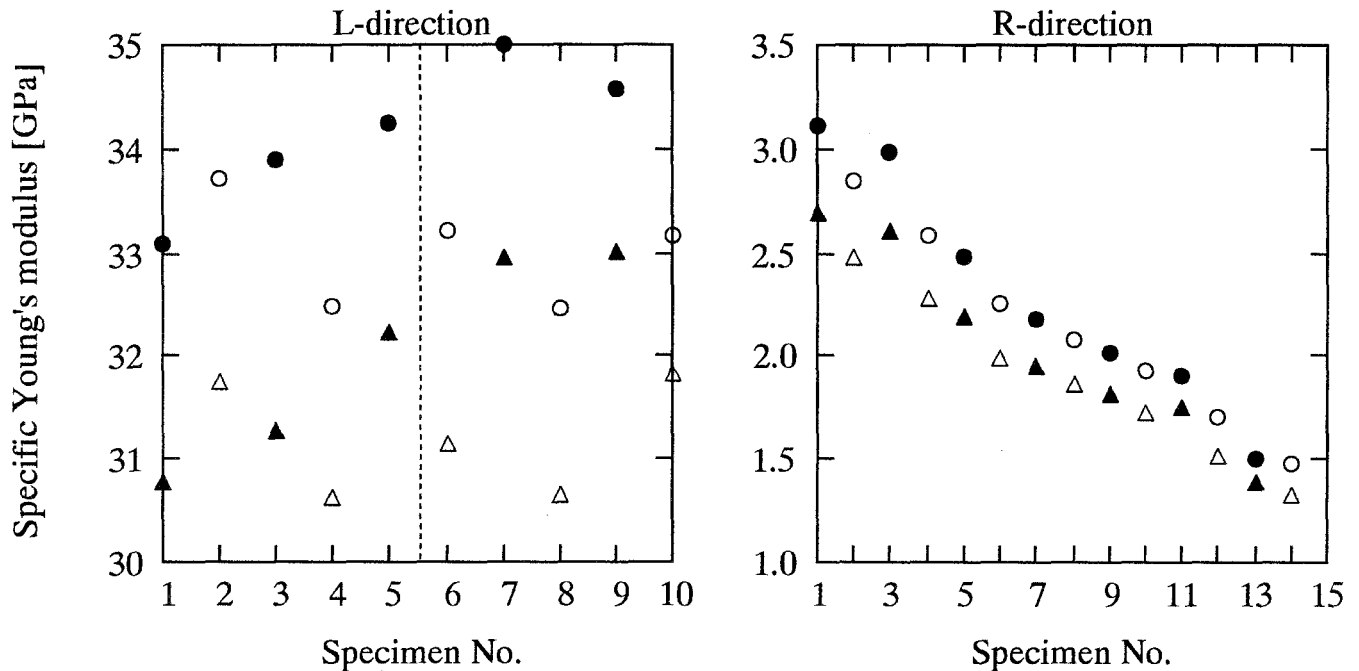 L-direction
R-direction
Specific Young's modulus [GPa]
35
34
33
32
31
30
1 2 3 4 5 6 7 8 9 10
Specimen No.
3.5
3.0
2.5
2.0
1.5
1.0
1 3 5 7 9 11 13 15
Specimen No.